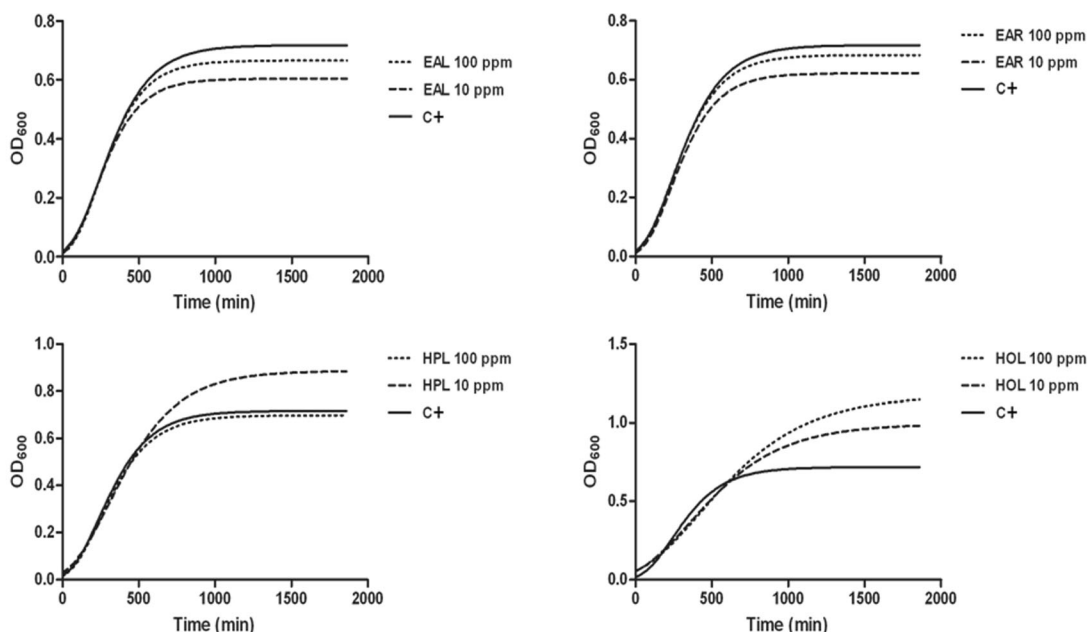 0.8
0.6
0.4
0.2
0.0
OD₆₀₀
0 500 1000 1500 2000
Time (min)
EAL 100 ppm
EAL 10 ppm
C+
0.8
0.6
0.4
0.2
0.0
OD₆₀₀
0 500 1000 1500 2000
Time (min)
EAR 100 ppm
EAR 10 ppm
C+
1.0
0.8
0.6
0.4
0.2
0.0
OD₆₀₀
0 500 1000 1500 2000
Time (min)
HPL 100 ppm
HPL 10 ppm
C+
1.5
1.0
0.5
0.0
OD₆₀₀
0 500 1000 1500 2000
Time (min)
HOL 100 ppm
HOL 10 ppm
C+